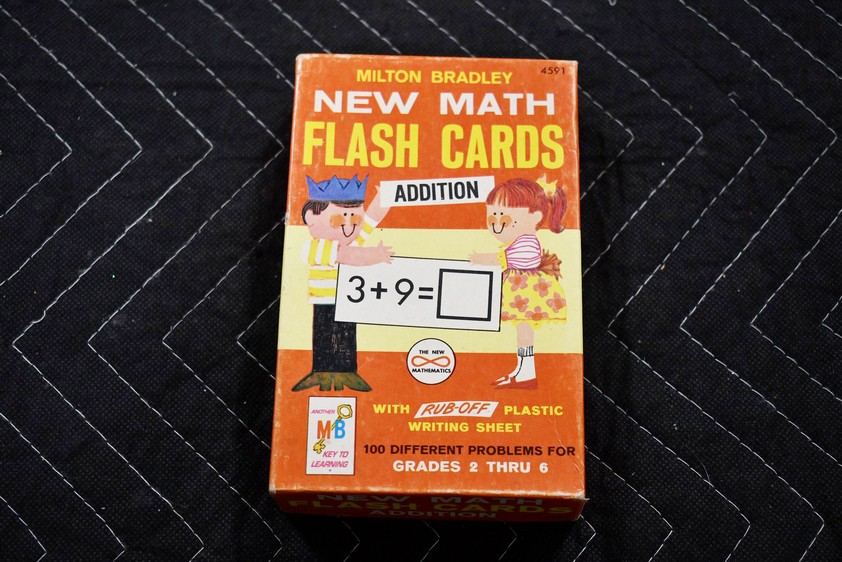 4591
MILTON BRADLEY
NEW MATH
FLASH CARDS
ADDITION
3+9=
THE NEW
MATHEMATICS
WITH RUB-OFF PLASTIC
WRITING SHEET
ANOTHER
MB
KEY TO
LEARNING
100 DIFFERENT PROBLEMS FOR
GRADES 2 THRU 6
NEW MATH
FLASH CARDS
ADDITION